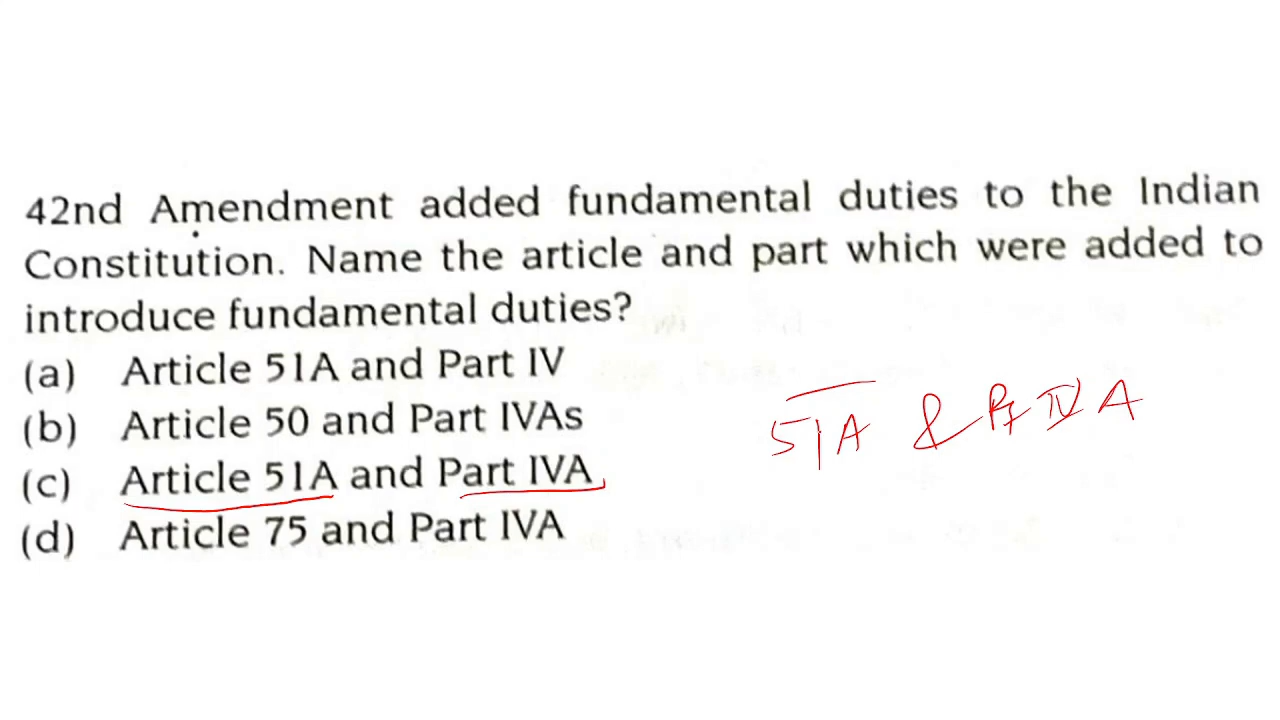 42nd Amendment added fundamental duties to the Indian
Constitution. Name the article and part which were added to
introduce fundamental duties?
(a) Article 51A and Part IV
(b) Article 50 and Part IVAs
(c) Article 51A and Part IVA
(d) Article 75 and Part IVA
51A & Pt IV A